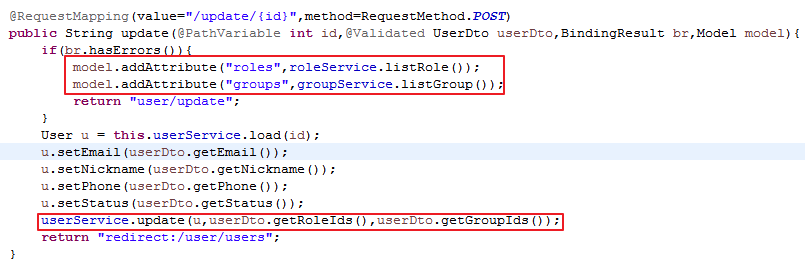 @RequestMapping(value="/update/{id}",method=RequestMethod.POST)
public String update(@PathVariable int id,@Validated UserDto userDto,BindingResult br,Model model){
    if(br.hasErrors()){
        model.addAttribute("roles",roleService.listRole());
        model.addAttribute("groups",groupService.listGroup());
        return "user/update";
    }
    User u = this.userService.load(id);
    u.setEmail(userDto.getEmail());
    u.setNickname(userDto.getNickname());
    u.setPhone(userDto.getPhone());
    u.setStatus(userDto.getStatus());
    userService.update(u,userDto.getRoleIds(),userDto.getGroupIds());
    return "redirect:/user/users";
}